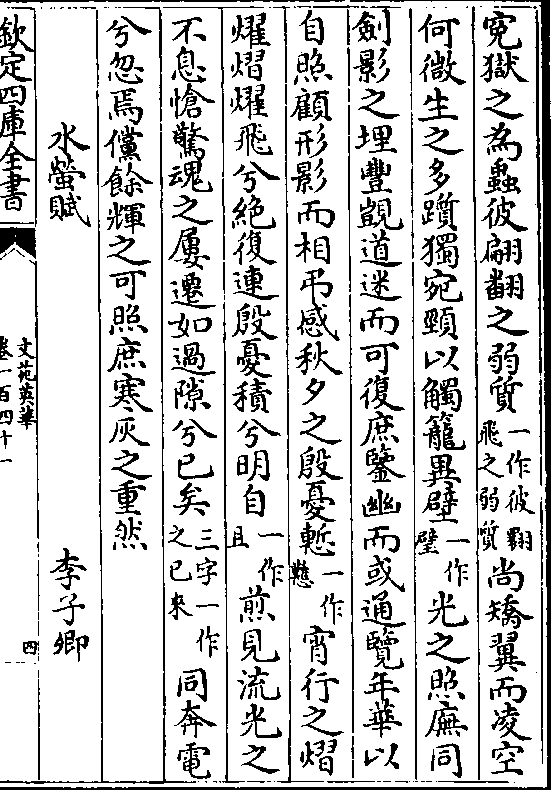 寃獄之為蟲彼翩翻之弱質一作彼翾飛之弱質尚矯翼而凌空
何微生之多躓獨宛頸以觸籠異壁一作璧光之照廡同
劍影之埋豐覬道迷而可復庶鑒幽而或通覽年華以
自照顧形影而相弔感秋夕之殷憂慙一作宵行之熠
燿熠燿飛兮絕復連殷憂積兮明自一作且煎見流光之
不息愴驚魂之屢遷如過隙兮已矣三字一作之已來同奔電
兮忽焉儻餘輝之可照庶寒灰之重然
水螢賦 李子卿
欽定四庫全書
文苑英華
卷一百四十一
四